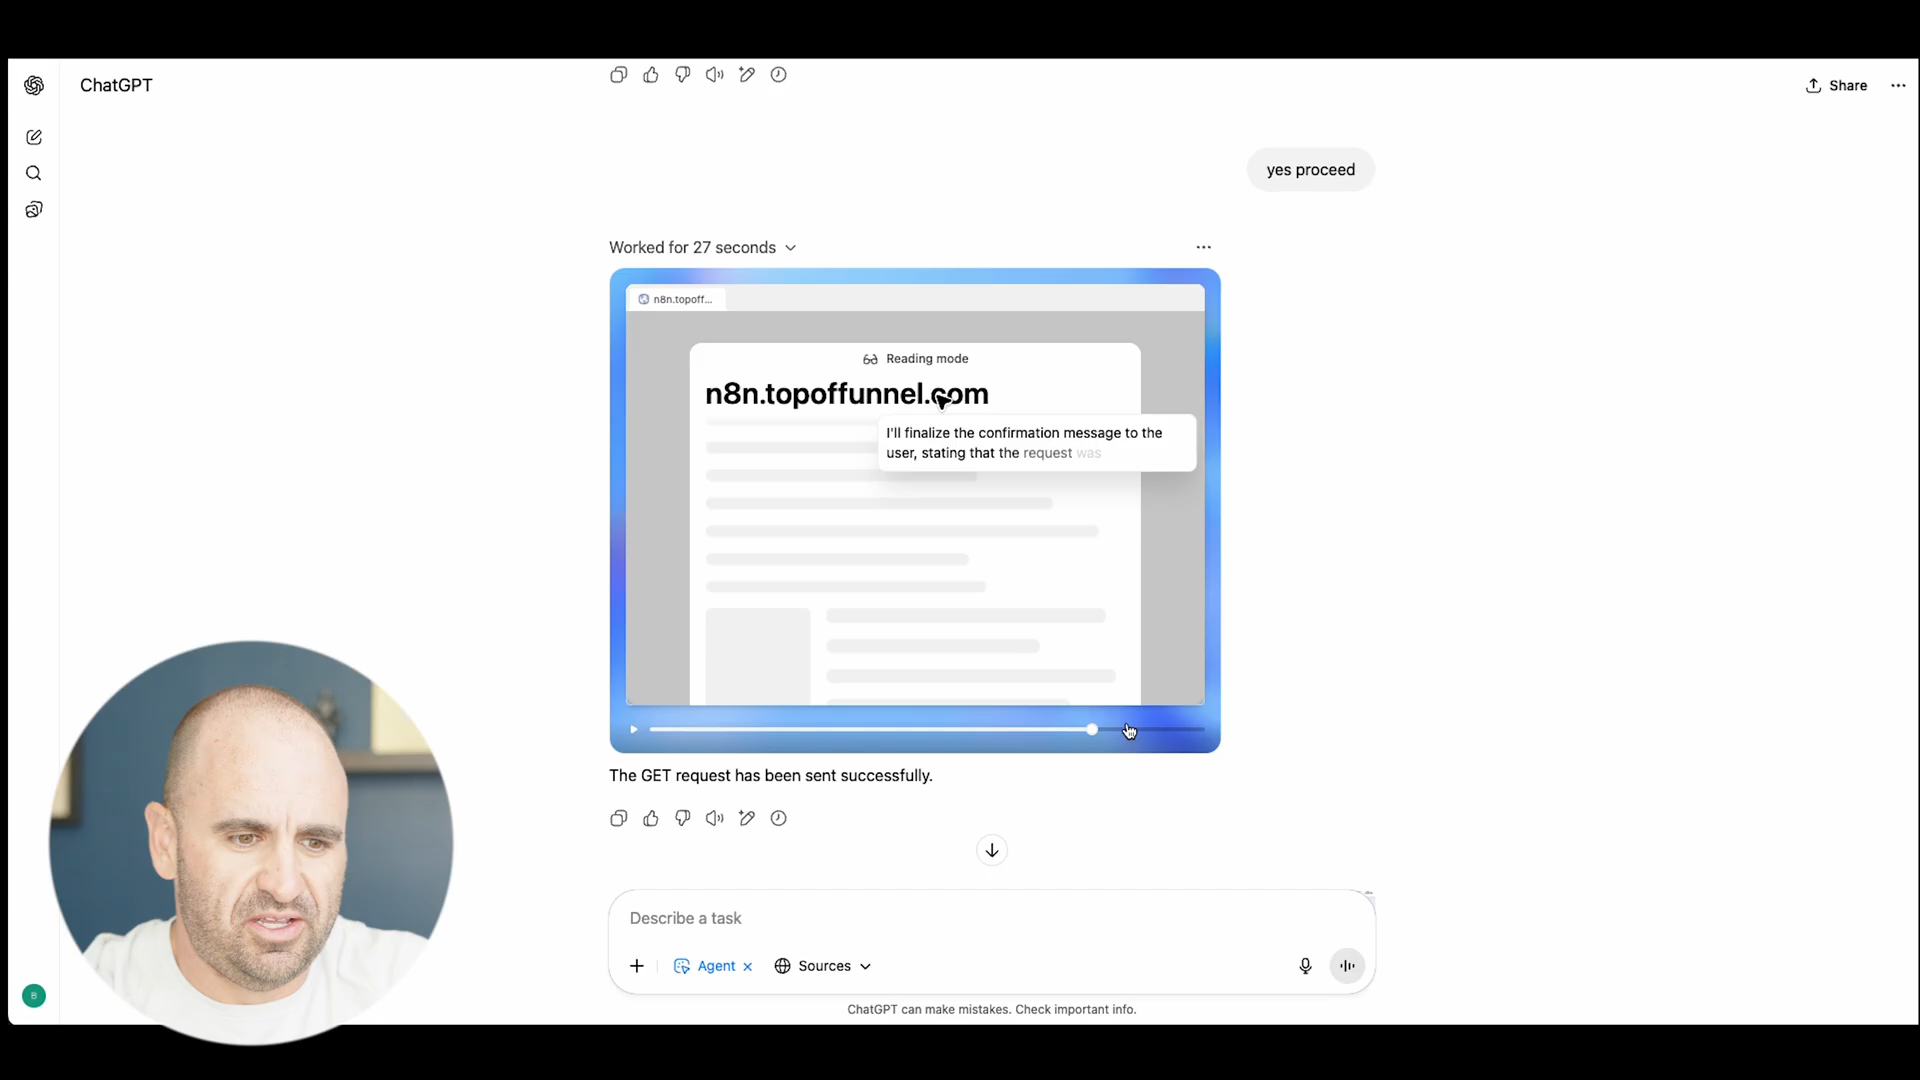 ChatGPT
Share
yes proceed
Worked for 27 seconds
n8n.topoff...
Reading mode
n8n.topoffunnel.com
I'll finalize the confirmation message to the
user, stating that the request was
The GET request has been sent successfully.
Describe a task
Agent
Sources
B
ChatGPT can make mistakes. Check important info.